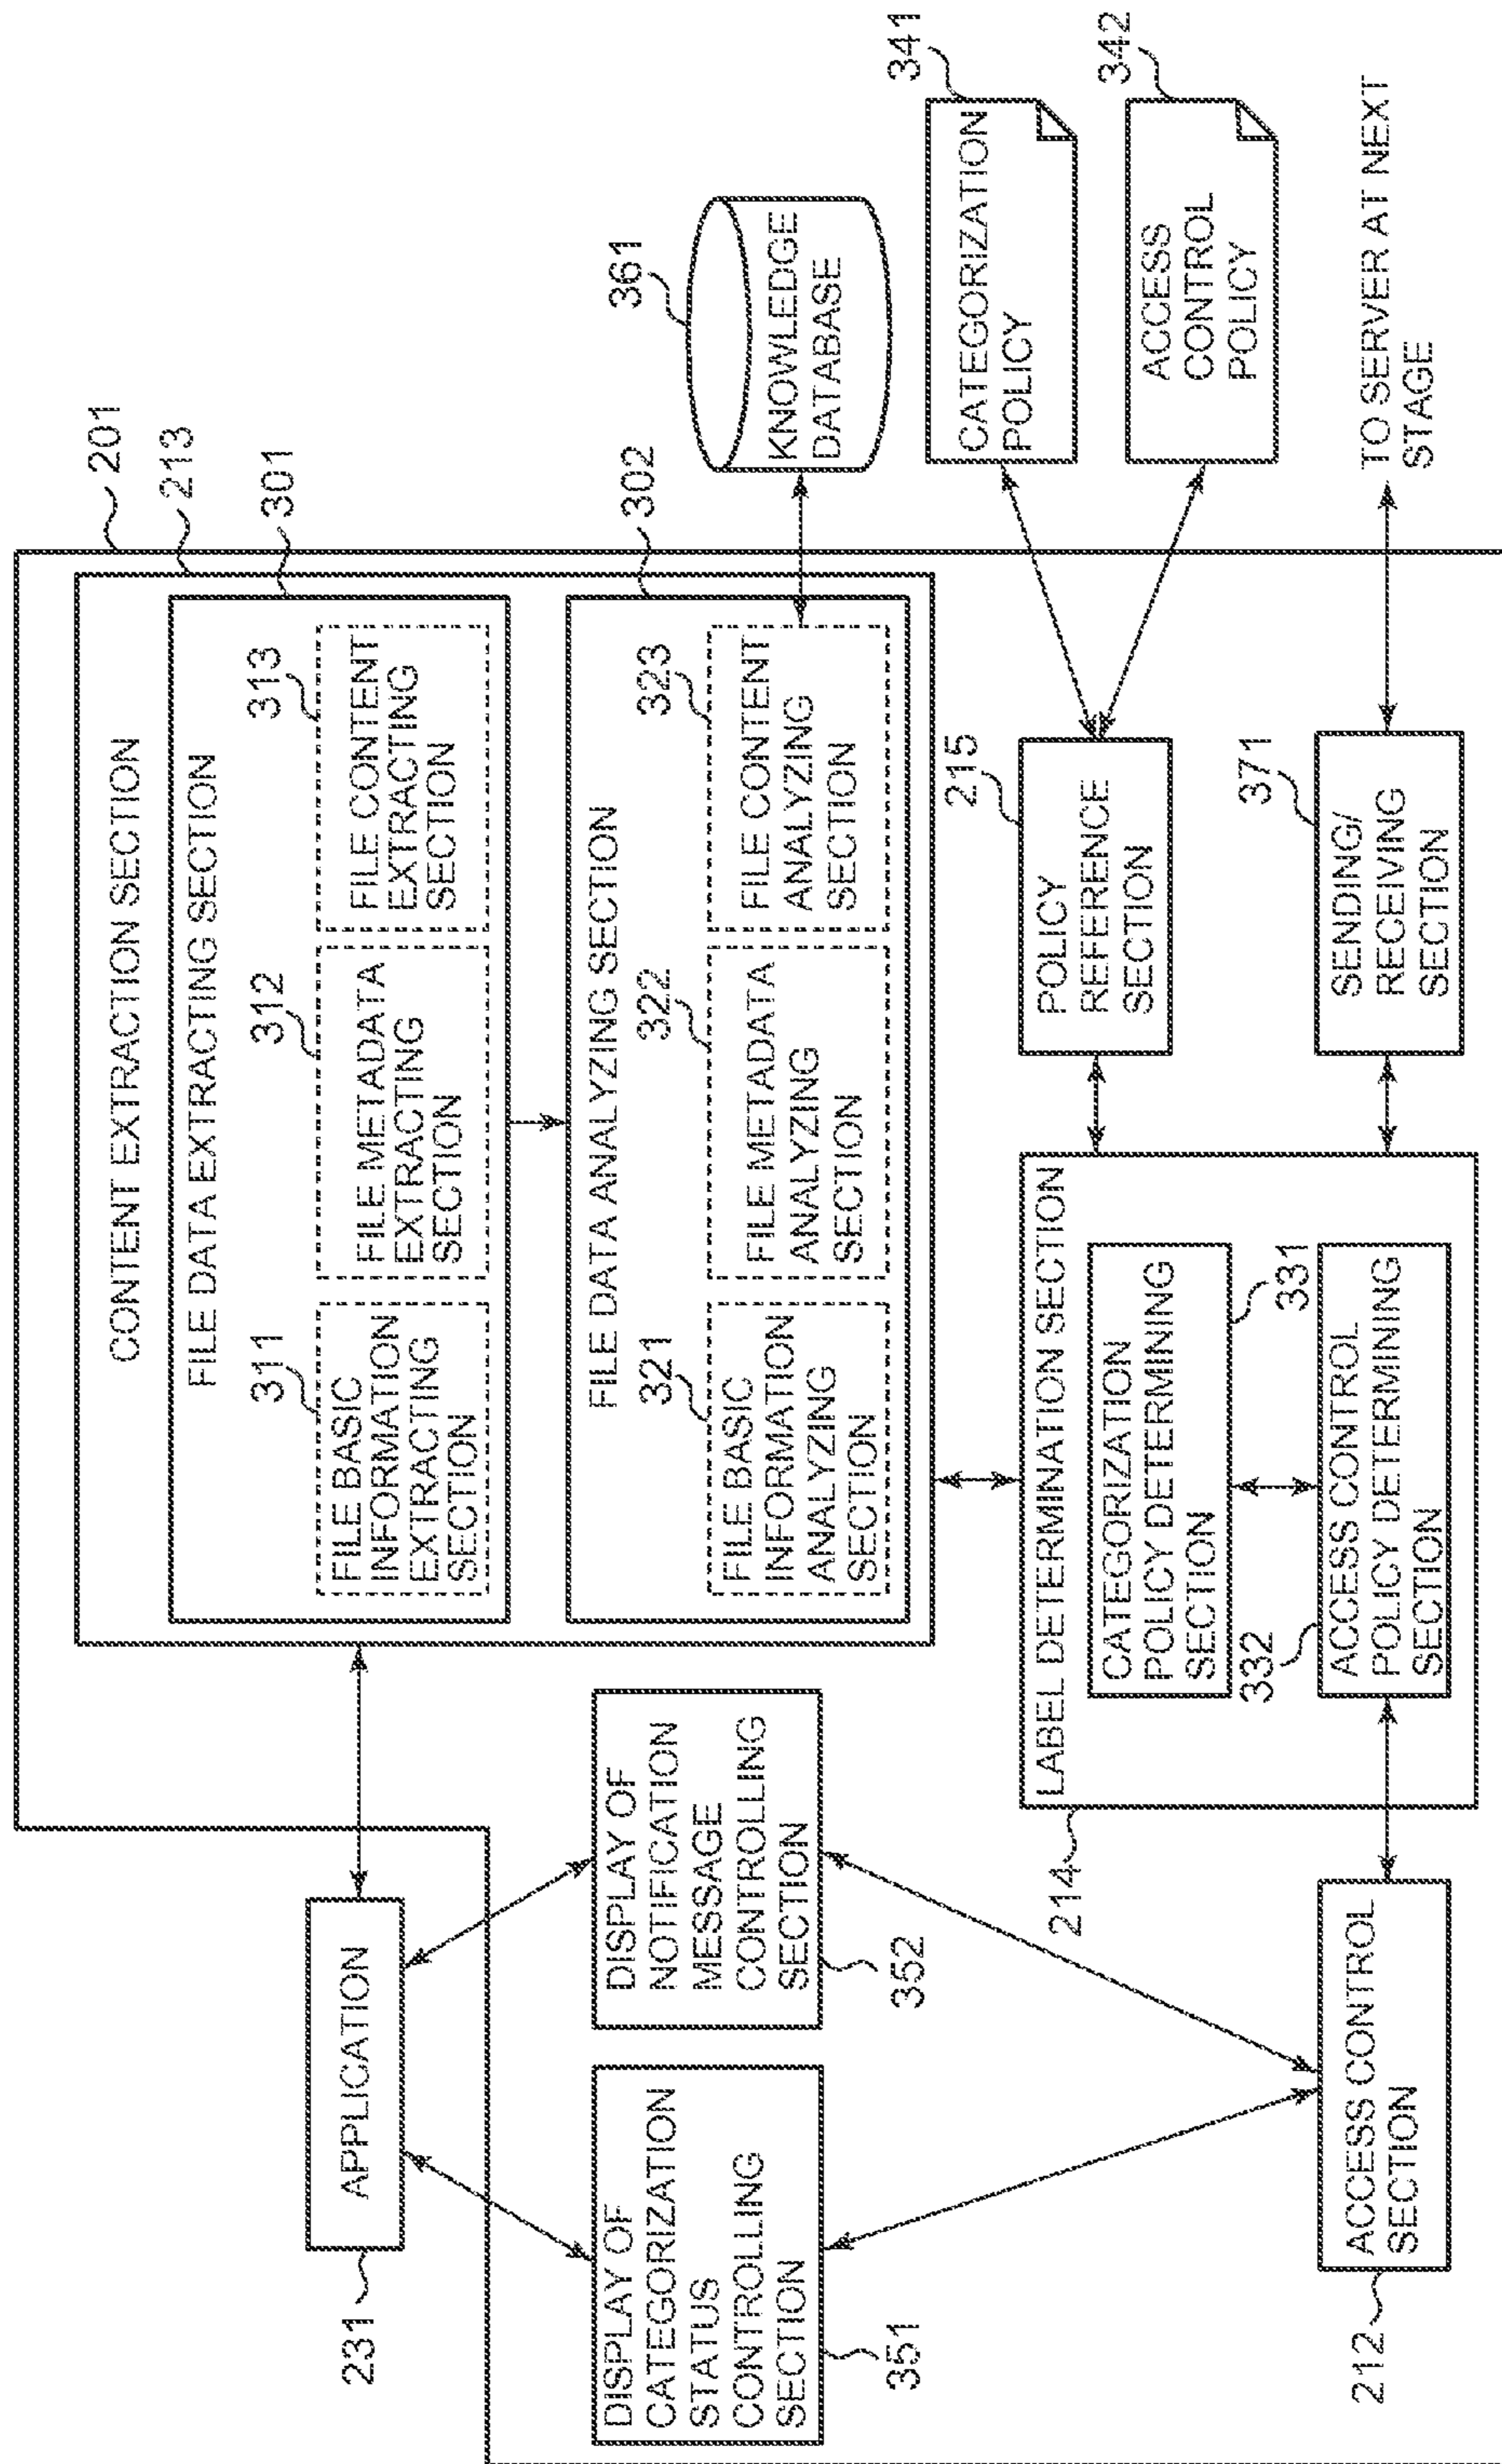 201
213
CONTENT EXTRACTION SECTION
301
FILE DATA EXTRACTING SECTION
311
FILE BASIC
INFORMATION
EXTRACTING
SECTION
312
FILE METADATA
EXTRACTING
SECTION
313
FILE CONTENT
EXTRACTING
SECTION
302
FILE DATA ANALYZING SECTION
321
FILE BASIC
INFORMATION
ANALYZING
SECTION
322
FILE METADATA
ANALYZING
SECTION
323
FILE CONTENT
ANALYZING
SECTION
361
KNOWLEDGE
DATABASE
231
APPLICATION
DISPLAY OF
CATEGORIZATION
STATUS
CONTROLLING
SECTION
351
DISPLAY OF
NOTIFICATION
MESSAGE
CONTROLLING
SECTION
352
341
CATEGORIZATION
POLICY
342
ACCESS
CONTROL
POLICY
214
LABEL DETERMINATION SECTION
CATEGORIZATION
POLICY DETERMINING
SECTION
331
332
ACCESS CONTROL
POLICY DETERMINING
SECTION
215
POLICY
REFERENCE
SECTION
371
SENDING/
RECEIVING
SECTION
TO SERVER AT NEXT
STAGE
212
ACCESS CONTROL
SECTION